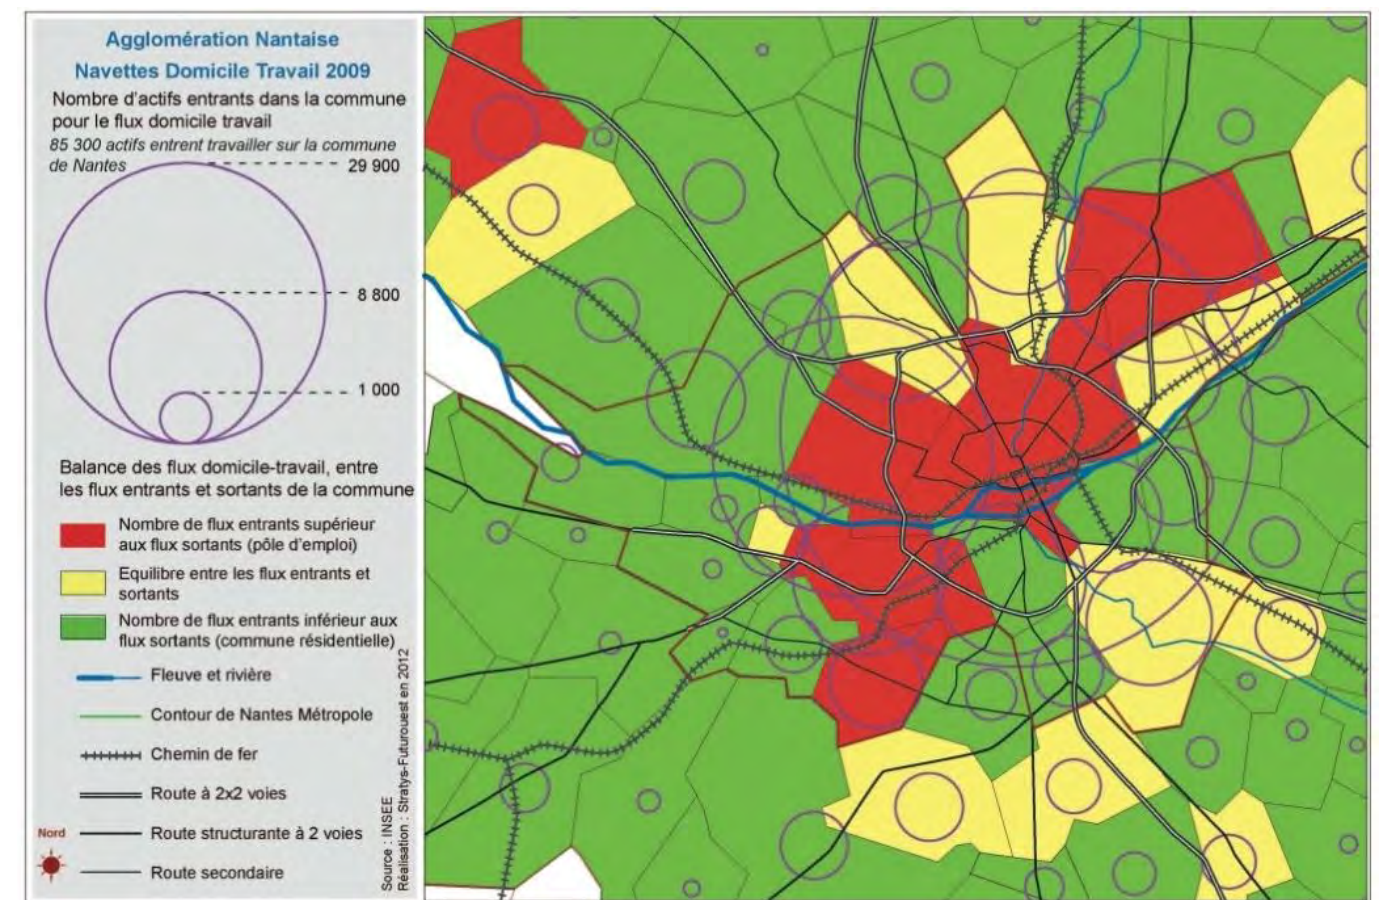 Agglomération Nantaise
Navettes Domicile Travail 2009
Nombre d'actifs entrants dans la commune
pour le flux domicile travail
85 300 actifs entrent travailler sur la commune
de Nantes
29 900
8 800
1 000
Balance des flux domicile-travail, entre
les flux entrants et sortants de la commune
Nombre de flux entrants supérieur
aux flux sortants (pôle d'emploi)
Equilibre entre les flux entrants et
sortants
Nombre de flux entrants inférieur aux
flux sortants (commune résidentielle)
Fleuve et rivière
Contour de Nantes Métropole
Chemin de fer
Route à 2x2 voies
Nord
Route structurante à 2 voies
Route secondaire
Source : INSEE
Réalisation : Stratys-Futurouest en 2012